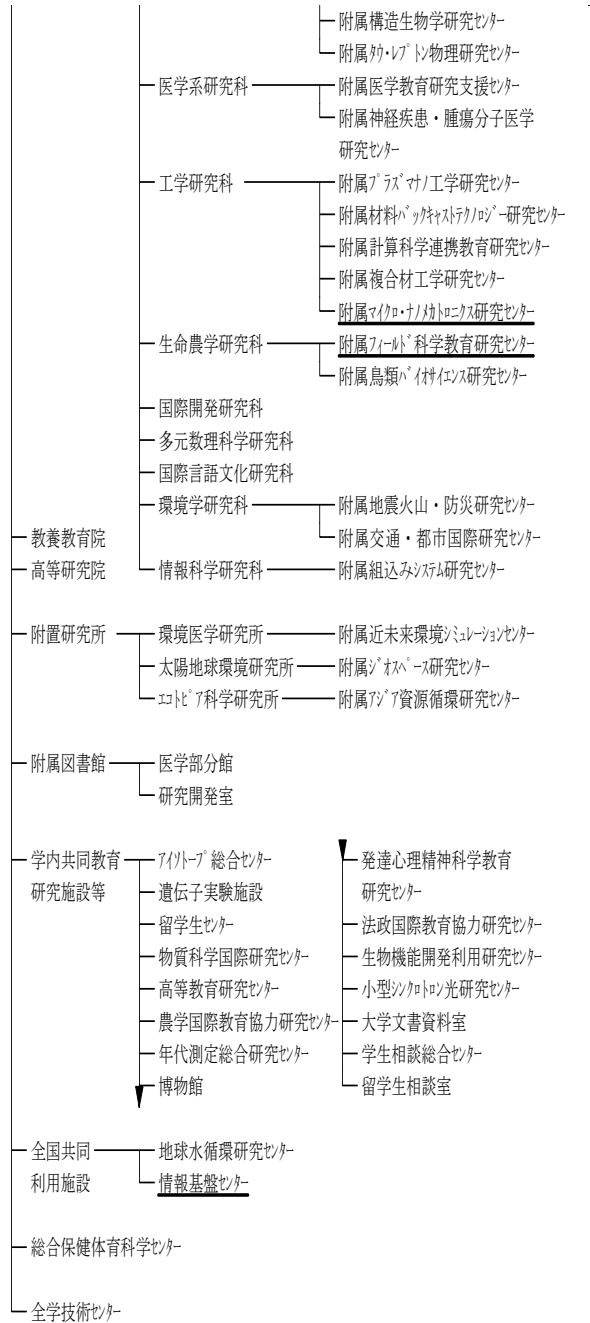 附属構造生物学研究ｾﾝﾀｰ
附属ﾀｳ・ﾚﾌﾟﾄﾝ物理研究ｾﾝﾀｰ
医学系研究科 附属医学教育研究支援ｾﾝﾀｰ
附属神経疾患・腫瘍分子医学
研究ｾﾝﾀｰ
工学研究科 附属ﾌﾟﾗｽﾞﾏﾅﾉ工学研究ｾﾝﾀｰ
附属材料ﾊﾞｯｸｷｬｽﾄﾃｸﾉﾛｼﾞｰ研究ｾﾝﾀｰ
附属計算科学連携教育研究ｾﾝﾀｰ
附属複合材工学研究ｾﾝﾀｰ
附属ﾏｲｸﾛ・ﾅﾉﾒｶﾄﾛﾆｸｽ研究ｾﾝﾀｰ
生命農学研究科 附属ﾌｨｰﾙﾄﾞ科学教育研究ｾﾝﾀｰ
附属鳥類ﾊﾞｲｵｻｲｴﾝｽ研究ｾﾝﾀｰ
国際開発研究科
多元数理科学研究科
国際言語文化研究科
環境学研究科 附属地震火山・防災研究ｾﾝﾀｰ
教養教育院 附属交通・都市国際研究ｾﾝﾀｰ
高等研究院 情報科学研究科 附属組込みｼｽﾃﾑ研究ｾﾝﾀｰ
附置研究所 環境医学研究所 附属近未来環境ｼﾐｭﾚｰｼｮﾝｾﾝﾀｰ
太陽地球環境研究所 附属ｼﾞｵｽﾍﾟｰｽ研究ｾﾝﾀｰ
ｴｺﾄﾋﾟｱ科学研究所 附属ｱｼﾞｱ資源循環研究ｾﾝﾀｰ
附属図書館 医学部分館
研究開発室
学内共同教育 ｱｲｿﾄｰﾌﾟ総合ｾﾝﾀｰ 発達心理精神科学教育
研究施設等 遺伝子実験施設 研究ｾﾝﾀｰ
留学生ｾﾝﾀｰ 法政国際教育協力研究ｾﾝﾀｰ
物質科学国際研究ｾﾝﾀｰ 生物機能開発利用研究ｾﾝﾀｰ
高等教育研究ｾﾝﾀｰ 小型ｼﾝｸﾛﾄﾛﾝ光研究ｾﾝﾀｰ
農学国際教育協力研究ｾﾝﾀｰ 大学文書資料室
年代測定総合研究ｾﾝﾀｰ 学生相談総合ｾﾝﾀｰ
博物館 留学生相談室
全国共同 地球水循環研究ｾﾝﾀｰ
利用施設 情報基盤ｾﾝﾀｰ
総合保健体育科学ｾﾝﾀｰ
全学技術ｾﾝﾀｰ